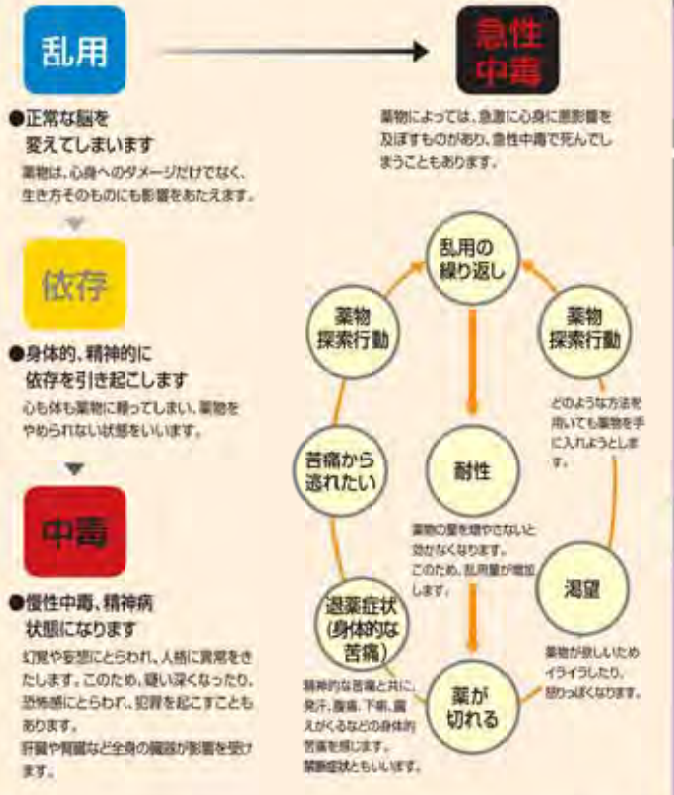 乱用
急性
中毒
●正常な脳を
変えてしまいます
薬物は、心身へのダメージだけでなく、
生き方そのものにも影響をあたえます。
薬物によっては、急激に心身に悪影響を
及ぼすものがあり、急性中毒で死んでし
まうこともあります。
依存
●身体的、精神的に
依存を引き起こします
心も体も薬物に頼ってしまい、薬物を
やめられない状態をいいます。
中毒
●慢性中毒、精神病
状態になります
幻覚や妄想にとらわれ、人格に異常をき
たします。このため、疑い深くなったり、
恐怖感にとらわれ、犯罪を起こすことも
あります。
肝臓や腎臓など全身の臓器が影響を受け
ます。
乱用の
繰り返し
薬物
探索行動
薬物
探索行動
どのような方法を
用いても薬物を手
に入れようとしま
す。
苦痛から
逃れたい
耐性
薬物の量を増やさないと
効かなくなります。
このため、乱用量が増加
します。
渇望
薬物が欲しいため
イライラしたり、
怒りっぽくなります。
退薬症状
(身体的な
苦痛)
精神的な苦痛と共に、
発汗、腹痛、下痢、震
えがくるなどの身体的
苦痛を感じます。
禁断症状ともいいます。
薬が
切れる